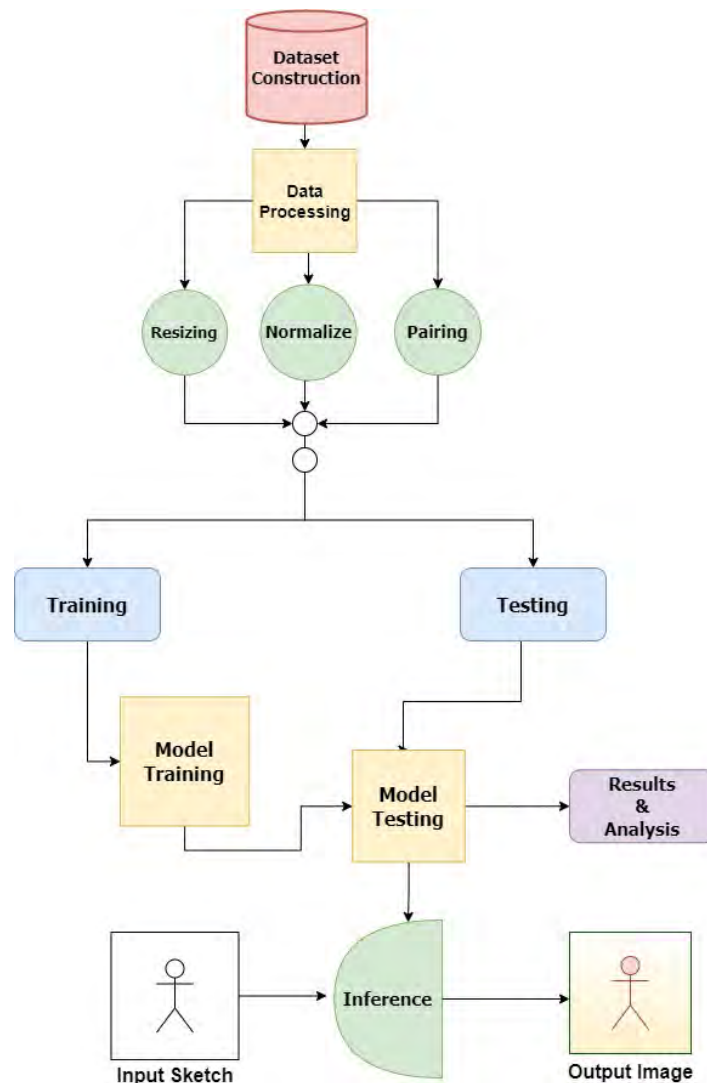 Dataset
Construction
Data
Processing
Resizing
Normalize
Pairing
Training
Testing
Model
Training
Model
Testing
Results
&
Analysis
Inference
Input Sketch
Output Image